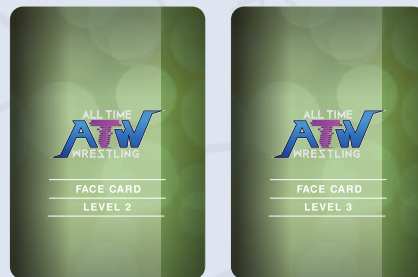 ALL TIME
ATW
WRESTLING
FACE CARD
LEVEL 2
ALL TIME
ATW
WRESTLING
FACE CARD
LEVEL 3